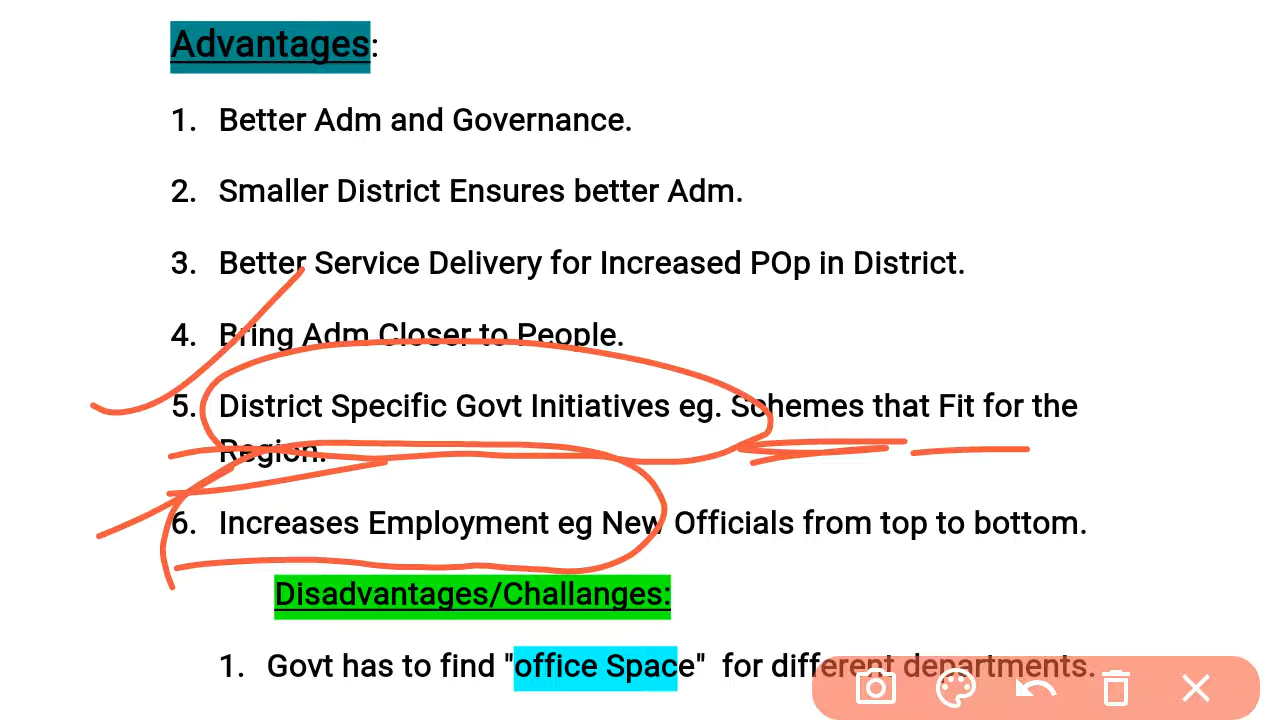 Advantages:
1. Better Adm and Governance.
2. Smaller District Ensures better Adm.
3. Better Service Delivery for Increased POp in District.
4. Bring Adm Closer to People.
5. District Specific Govt Initiatives eg. Schemes that Fit for the
Region.
6. Increases Employment eg New Officials from top to bottom.
Disadvantages/Challanges:
1. Govt has to find "office Space" for different departments.